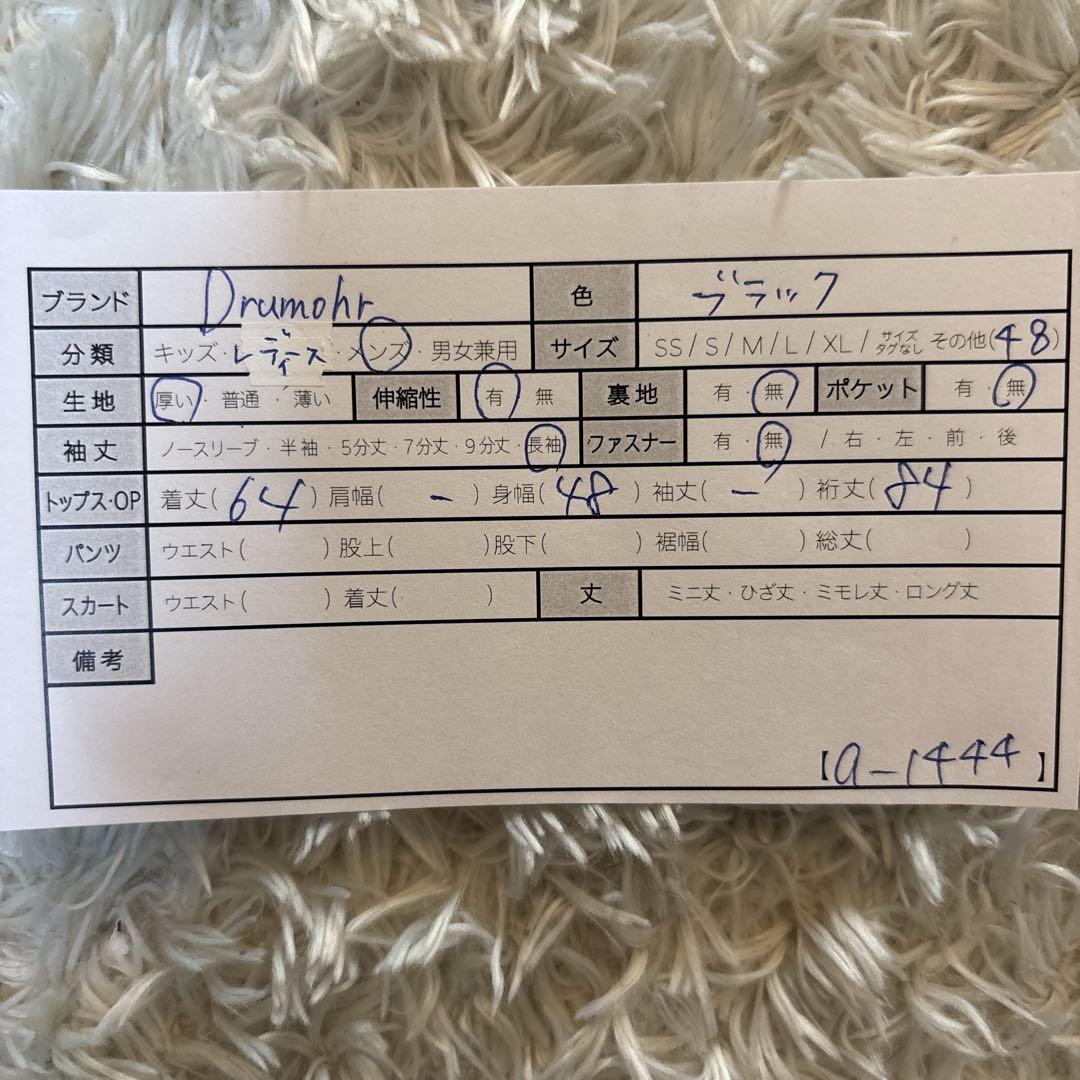 ブランド Drumohr 色 ブラック
分類 キッズ・レディース・メンズ・男女兼用 サイズ SS/S/M/L/XL/サイズタグなし その他(48)
生地 厚い・普通・薄い 伸縮性 有・無 裏地 有・無 ポケット 有・無
袖丈 ノースリーブ・半袖・5分丈・7分丈・9分丈・長袖 ファスナー 有・無 /右・左・前・後
トップス・OP 着丈(64) 肩幅( - ) 身幅(48) 袖丈( - ) 裄丈(84)
パンツ ウエスト( ) 股上( ) 股下( ) 裾幅( ) 総丈( )
スカート ウエスト( ) 着丈( ) 丈 ミニ丈・ひざ丈・ミモレ丈・ロング丈
備考
【a-1444】